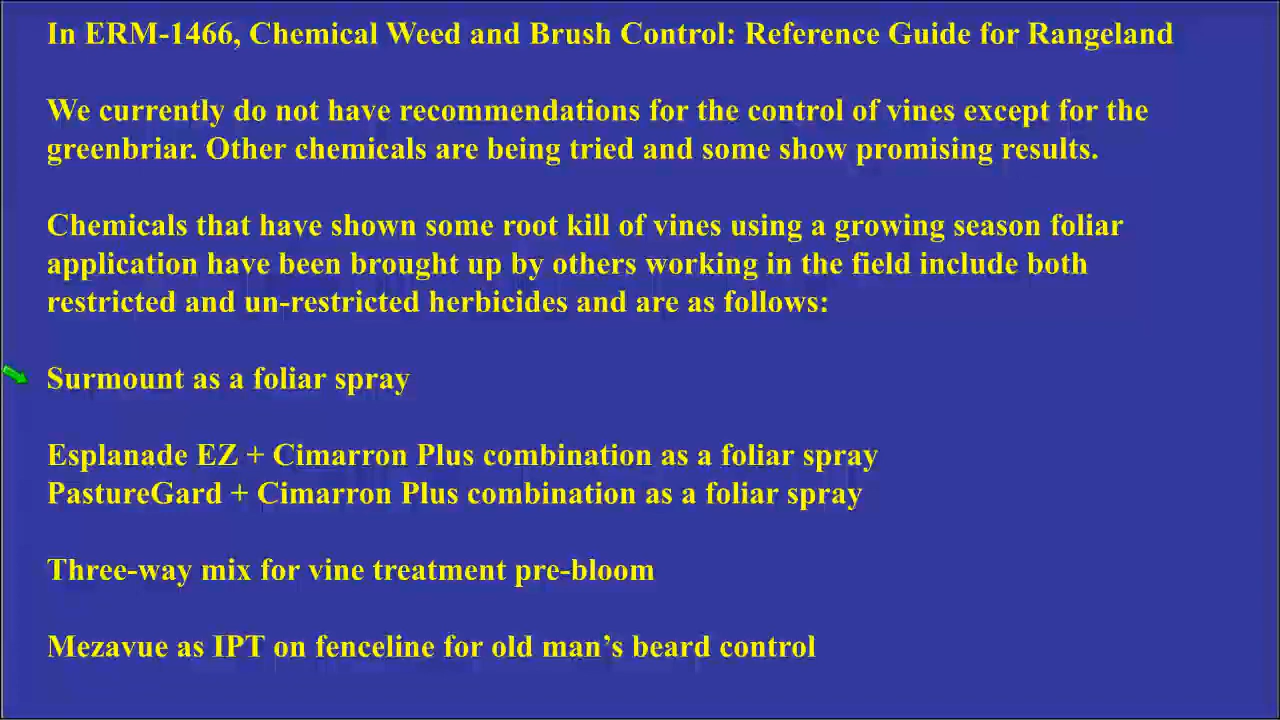 In ERM-1466, Chemical Weed and Brush Control: Reference Guide for Rangeland
We currently do not have recommendations for the control of vines except for the
greenbriar. Other chemicals are being tried and some show promising results.
Chemicals that have shown some root kill of vines using a growing season foliar
application have been brought up by others working in the field include both
restricted and un-restricted herbicides and are as follows:
Surmount as a foliar spray
Esplanade EZ + Cimarron Plus combination as a foliar spray
PastureGard + Cimarron Plus combination as a foliar spray
Three-way mix for vine treatment pre-bloom
Mezavue as IPT on fenceline for old man’s beard control